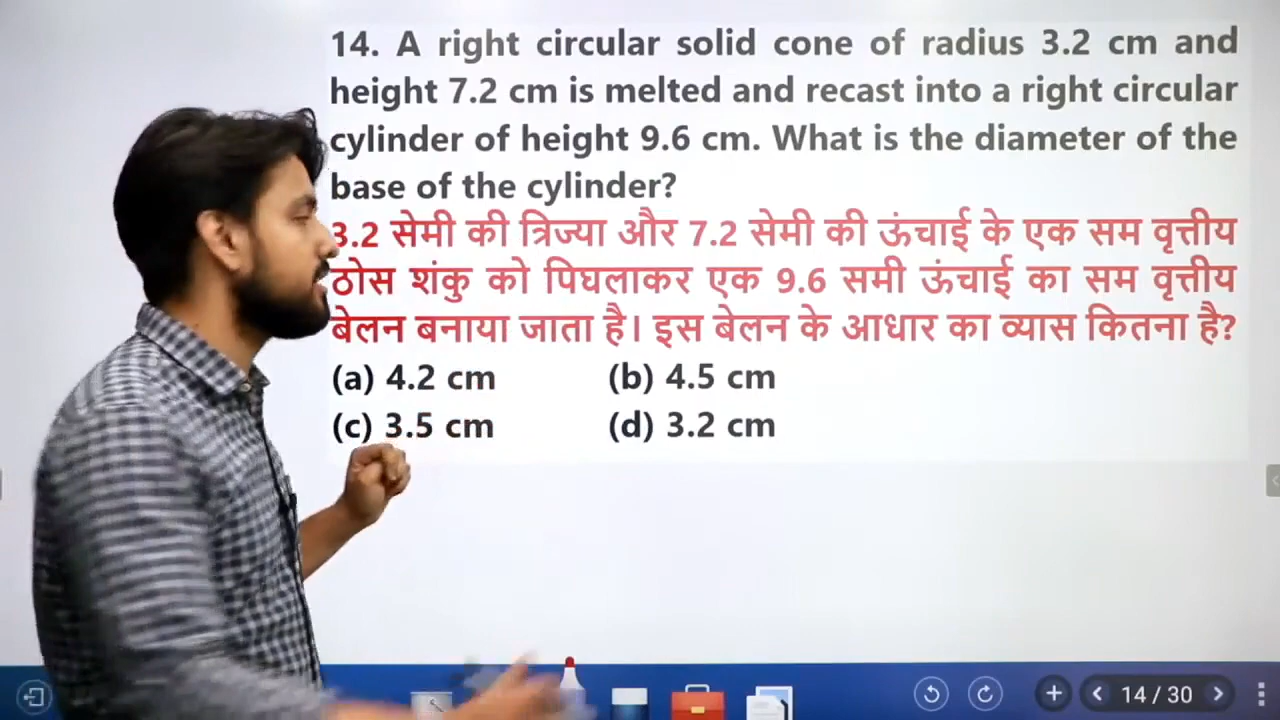 14. A right circular solid cone of radius 3.2 cm and
height 7.2 cm is melted and recast into a right circular
cylinder of height 9.6 cm. What is the diameter of the
base of the cylinder?
3.2 सेमी की त्रिज्या और 7.2 सेमी की ऊंचाई के एक सम वृत्तीय
ठोस शंकु को पिघलाकर एक 9.6 समी ऊंचाई का सम वृत्तीय
बेलन बनाया जाता है। इस बेलन के आधार का व्यास कितना है?
(a) 4.2 cm (b) 4.5 cm
(c) 3.5 cm (d) 3.2 cm
14 / 30